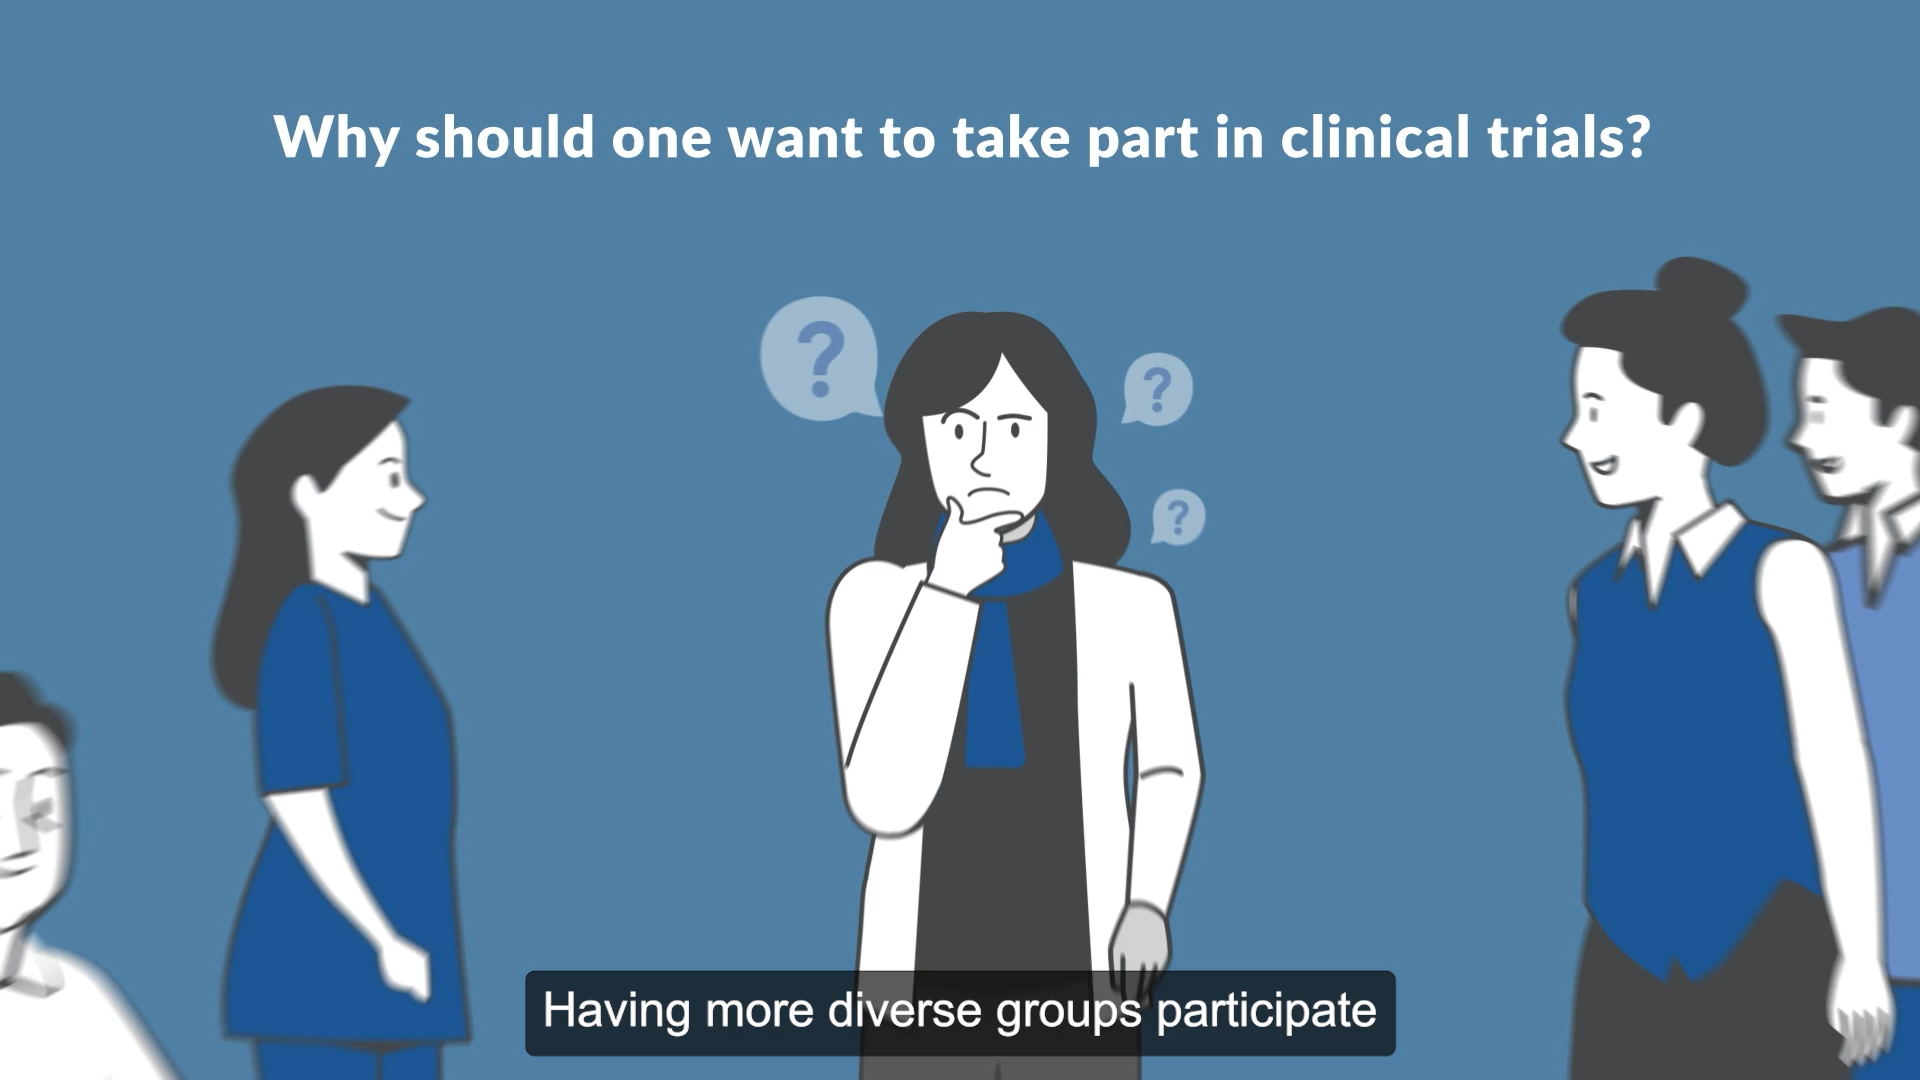 Why should one want to take part in clinical trials?
?
?
?
Having more diverse groups participate